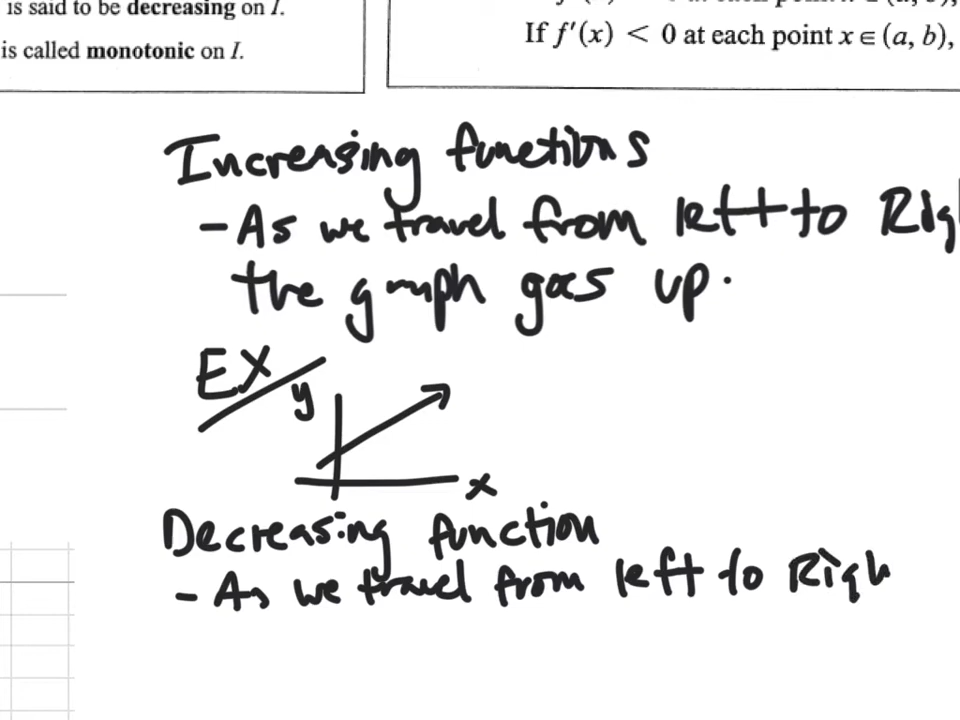 is said to be decreasing on I.
is called monotonic on I.
If f′(x) < 0 at each point x ∈ (a, b),
Increasing functions
- As we travel from left to Rig
the graph goes up.
EX
y
x
Decreasing function
- As we travel from left to Righ